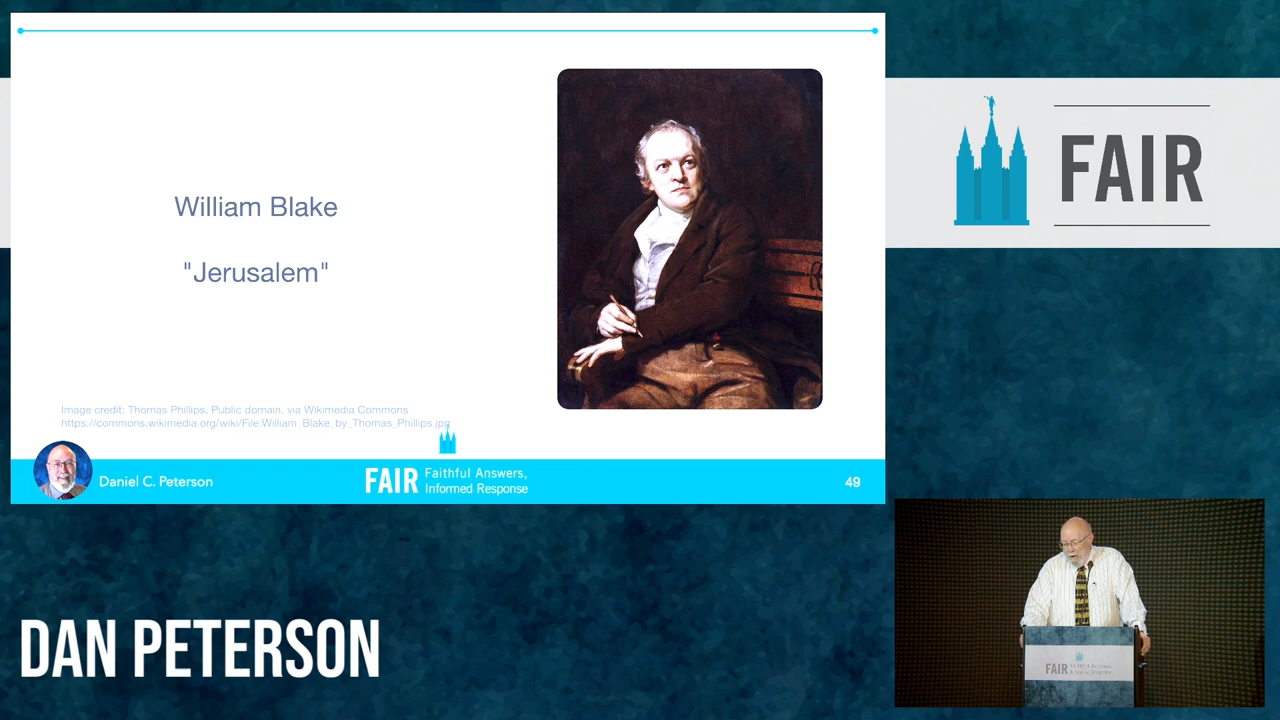 William Blake
"Jerusalem"
Image credit: Thomas Phillips, Public domain, via Wikimedia Commons
https://commons.wikimedia.org/wiki/File:William_Blake_by_Thomas_Phillips.jpg
Daniel C. Peterson
FAIR
Faithful Answers,
Informed Response
49
FAIR
DAN PETERSON
FAIR